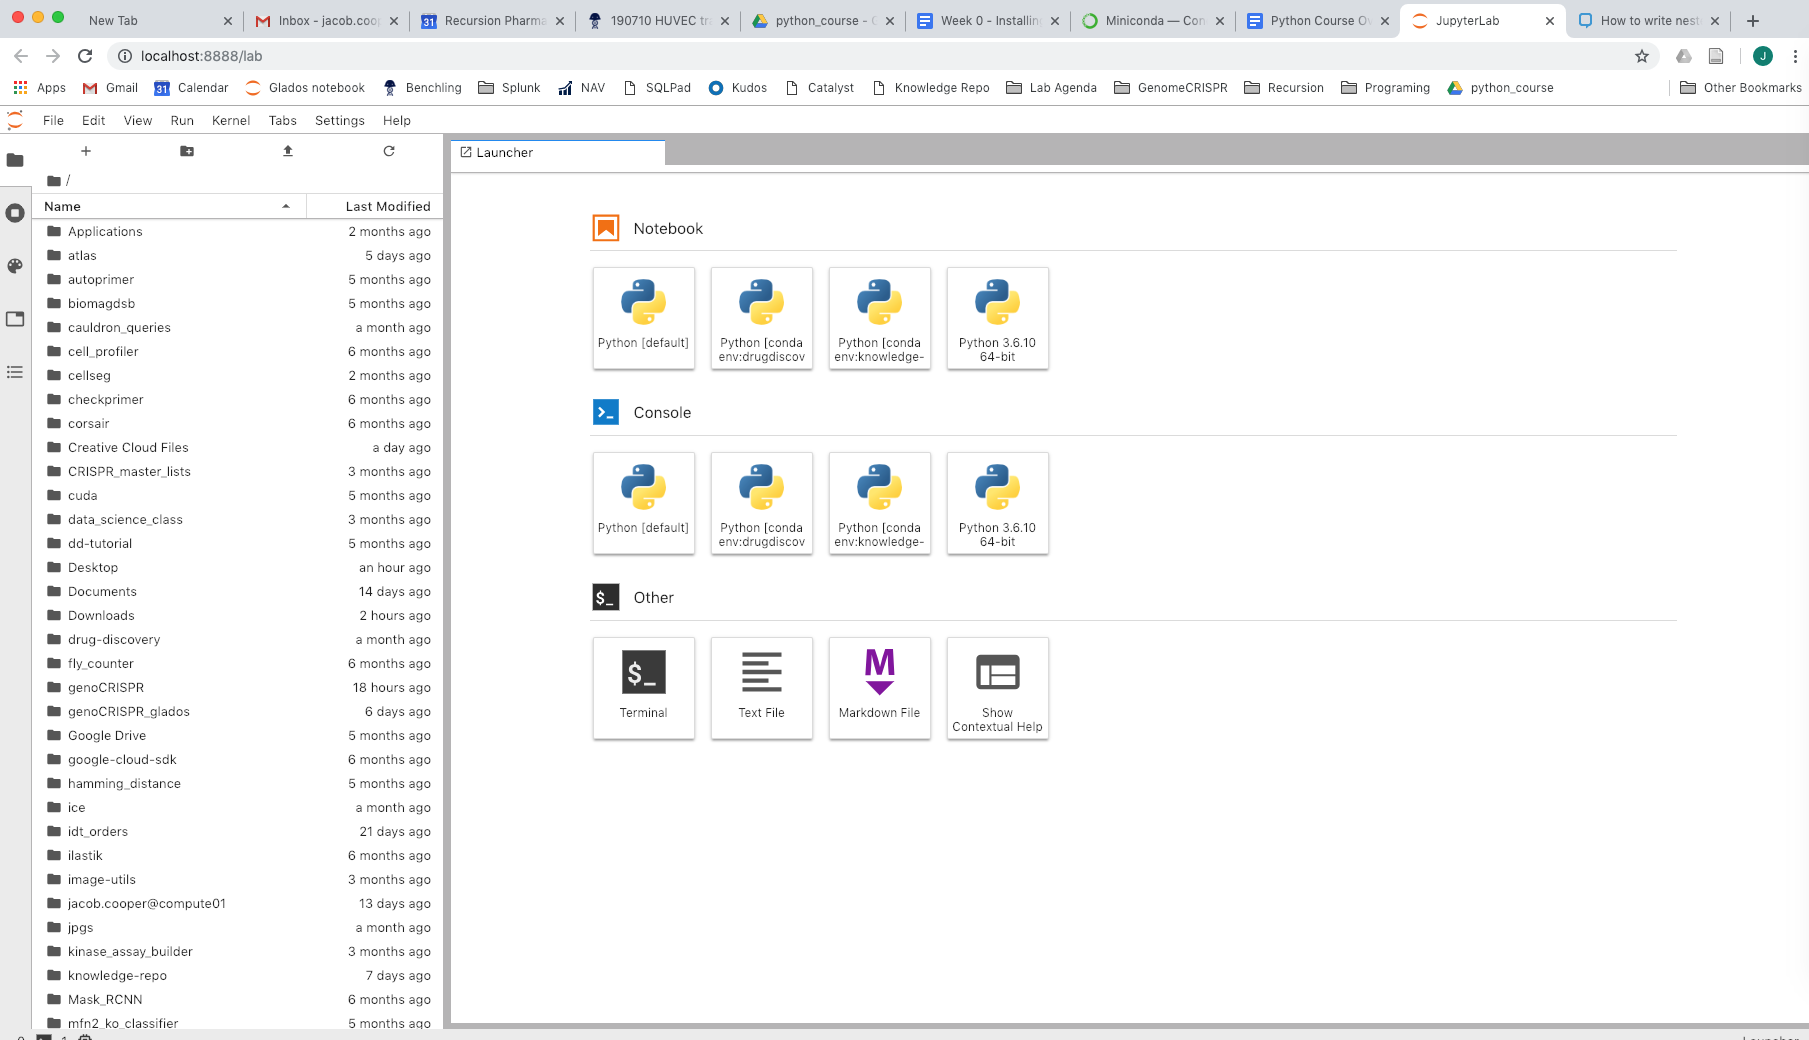 New Tab
Inbox - jacob.coo
Recursion Pharma
190710 HUVEC tr
python_course - 
Week 0 - Installin
Miniconda — Con
Python Course Ov
JupyterLab
How to write nest
localhost:8888/lab
J
Apps
Gmail
31
Calendar
Glados notebook
Benchling
Splunk
NAV
SQLPad
Kudos
Catalyst
Knowledge Repo
Lab Agenda
GenomeCRISPR
Recursion
Programing
python_course
Other Bookmarks
File Edit View Run Kernel Tabs Settings Help
Launcher
/
Name Last Modified
Applications 2 months ago
atlas 5 days ago
autoprimer 5 months ago
biomagdsb 5 months ago
cauldron_queries a month ago
cell_profiler 6 months ago
cellseg 2 months ago
checkprimer 6 months ago
corsair 6 months ago
Creative Cloud Files a day ago
CRISPR_master_lists 3 months ago
cuda 5 months ago
data_science_class 3 months ago
dd-tutorial 5 months ago
Desktop an hour ago
Documents 14 days ago
Downloads 2 hours ago
drug-discovery a month ago
fly_counter 6 months ago
genoCRISPR 18 hours ago
genoCRISPR_glados 6 days ago
Google Drive 5 months ago
google-cloud-sdk 6 months ago
hamming_distance 5 months ago
ice a month ago
idt_orders 21 days ago
ilastik 6 months ago
image-utils 3 months ago
jacob.cooper@compute01 13 days ago
jpgs a month ago
kinase_assay_builder 3 months ago
knowledge-repo 7 days ago
Mask_RCNN 6 months ago
mfn2_ko_classifier 5 months ago
Notebook
Python [default]
Python [conda
env:drugdiscov
Python [conda
env:knowledge-
Python 3.6.10
64-bit
Console
Python [default]
Python [conda
env:drugdiscov
Python [conda
env:knowledge-
Python 3.6.10
64-bit
$_
Other
$_
Terminal
Text File
M
Markdown File
Show
Contextual Help